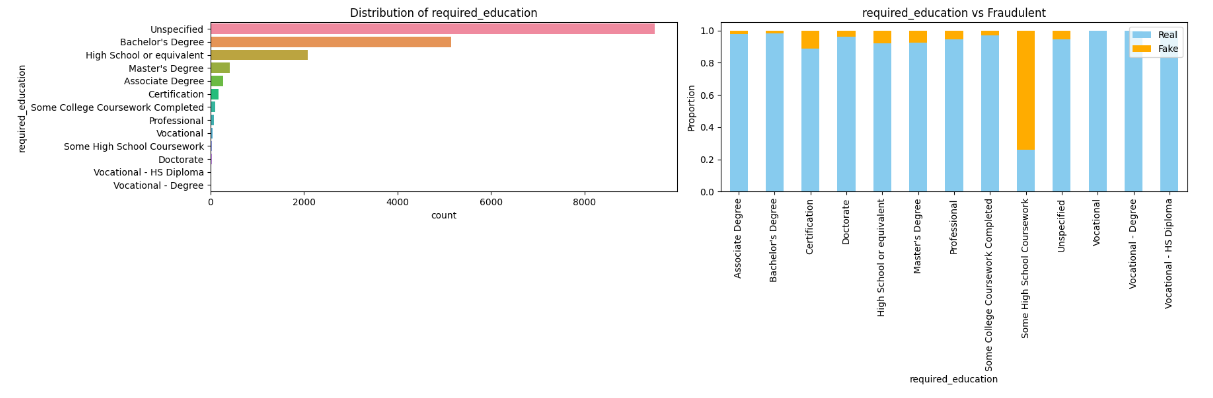 Distribution of required_education
required_education
Unspecified
Bachelor's Degree
High School or equivalent
Master's Degree
Associate Degree
Certification
Some College Coursework Completed
Professional
Vocational
Some High School Coursework
Doctorate
Vocational - HS Diploma
Vocational - Degree
0 2000 4000 6000 8000
count
required_education vs Fraudulent
Proportion
1.0
0.8
0.6
0.4
0.2
0.0
Real
Fake
Associate Degree
Bachelor's Degree
Certification
Doctorate
High School or equivalent
Master's Degree
Professional
Some College Coursework Completed
Some High School Coursework
Unspecified
Vocational
Vocational - Degree
Vocational - HS Diploma
required_education